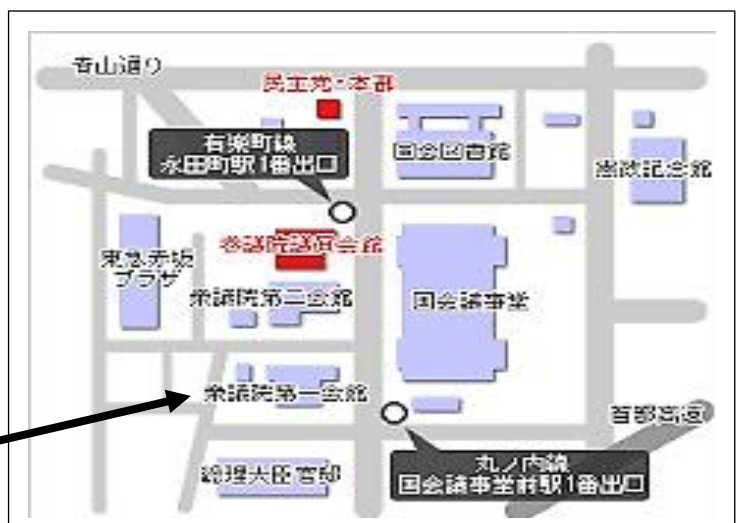 青山通り
民主党・本部
有楽町線
永田町駅1番出口
国会図書館
憲政記念館
参議院議員会館
東急赤坂
プラザ
衆議院第二会館
国会議事堂
衆議院第一会館
首都高速
総理大臣官邸
丸ノ内線
国会議事堂前駅1番出口